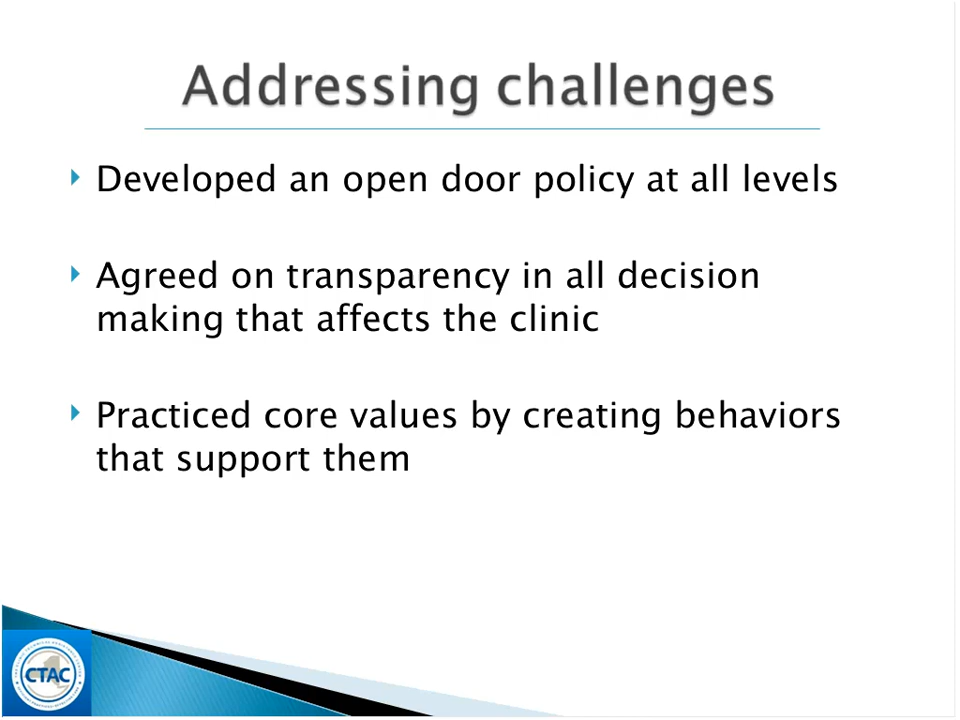 Addressing challenges
Developed an open door policy at all levels
Agreed on transparency in all decision
making that affects the clinic
Practiced core values by creating behaviors
that support them
CTAC